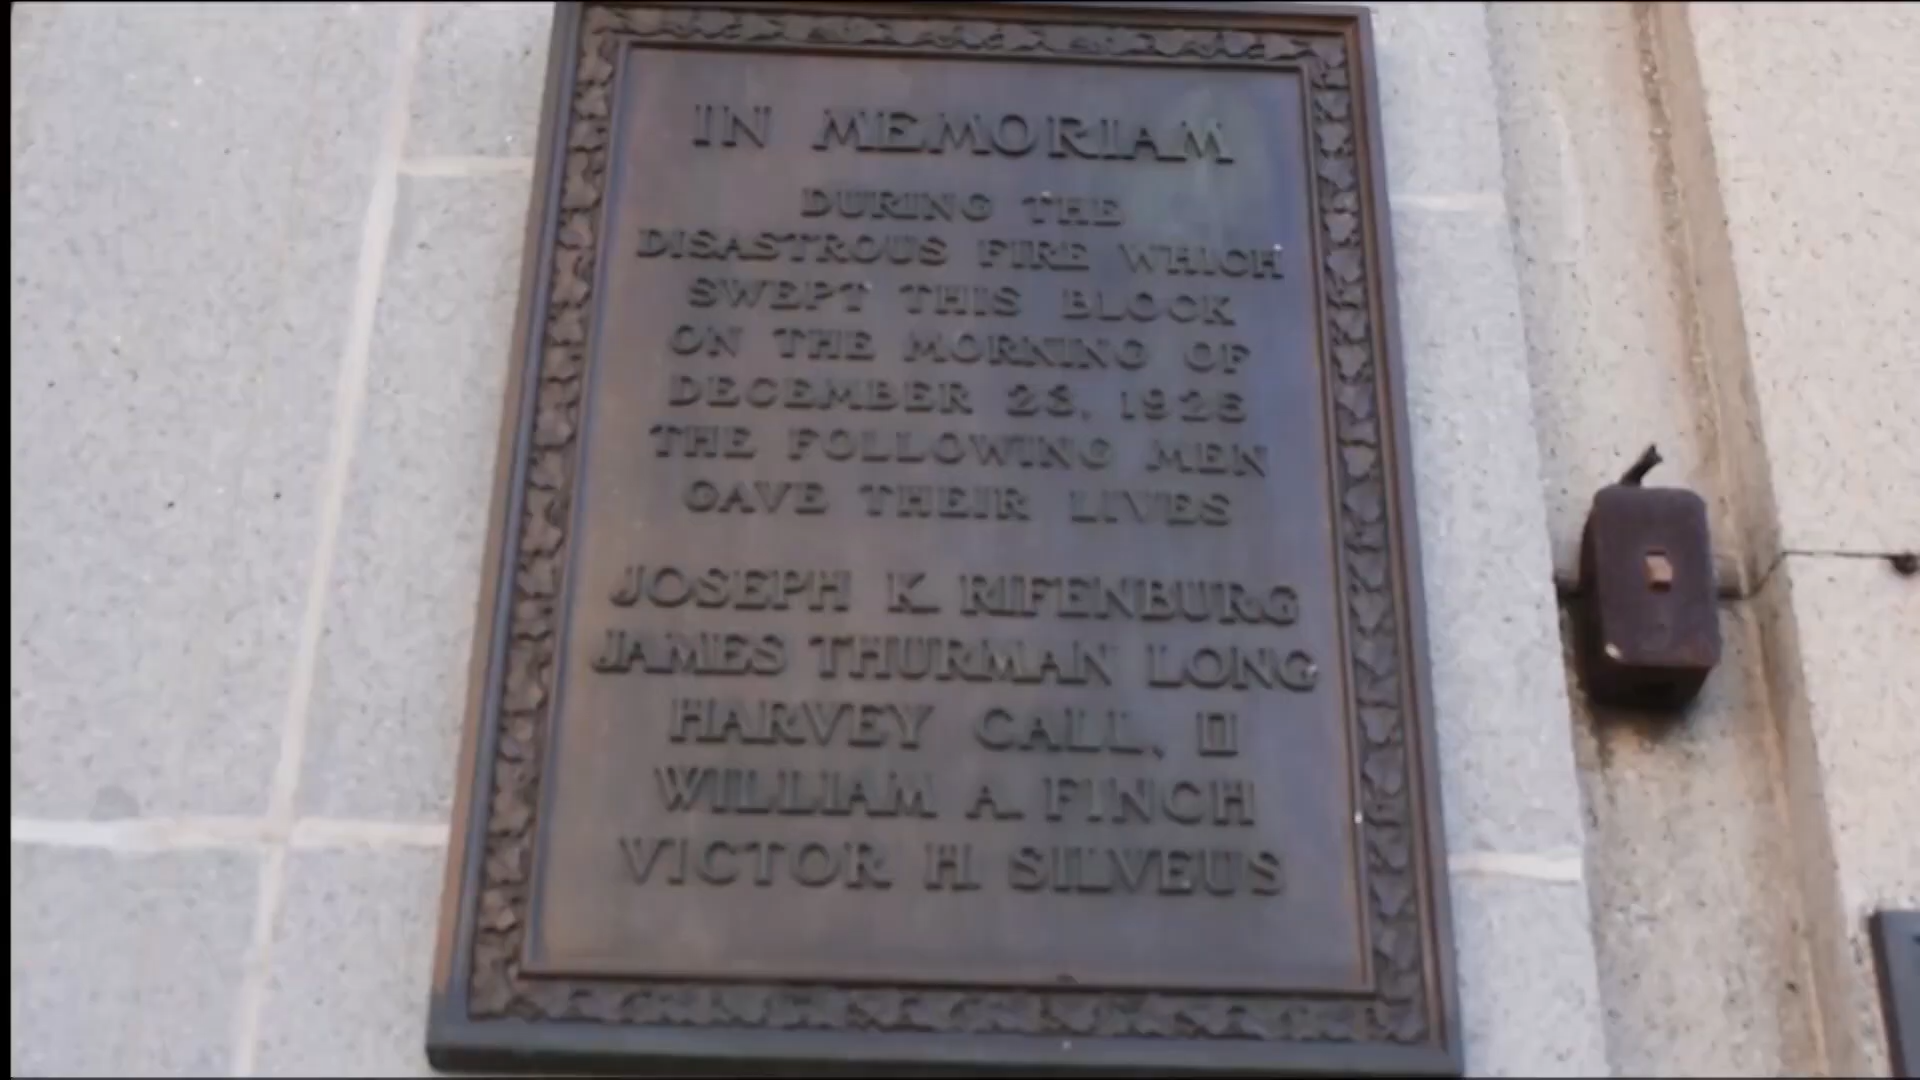 IN MEMORIAM
DURING THE
DISASTROUS FIRE WHICH
SWEPT THIS BLOCK
ON THE MORNING OF
DECEMBER 23, 1925
THE FOLLOWING MEN
GAVE THEIR LIVES
JOSEPH K. RIFENBURG
JAMES THURMAN LONG
HARVEY CALL, II
WILLIAM A. FINCH
VICTOR H. SILVEUS